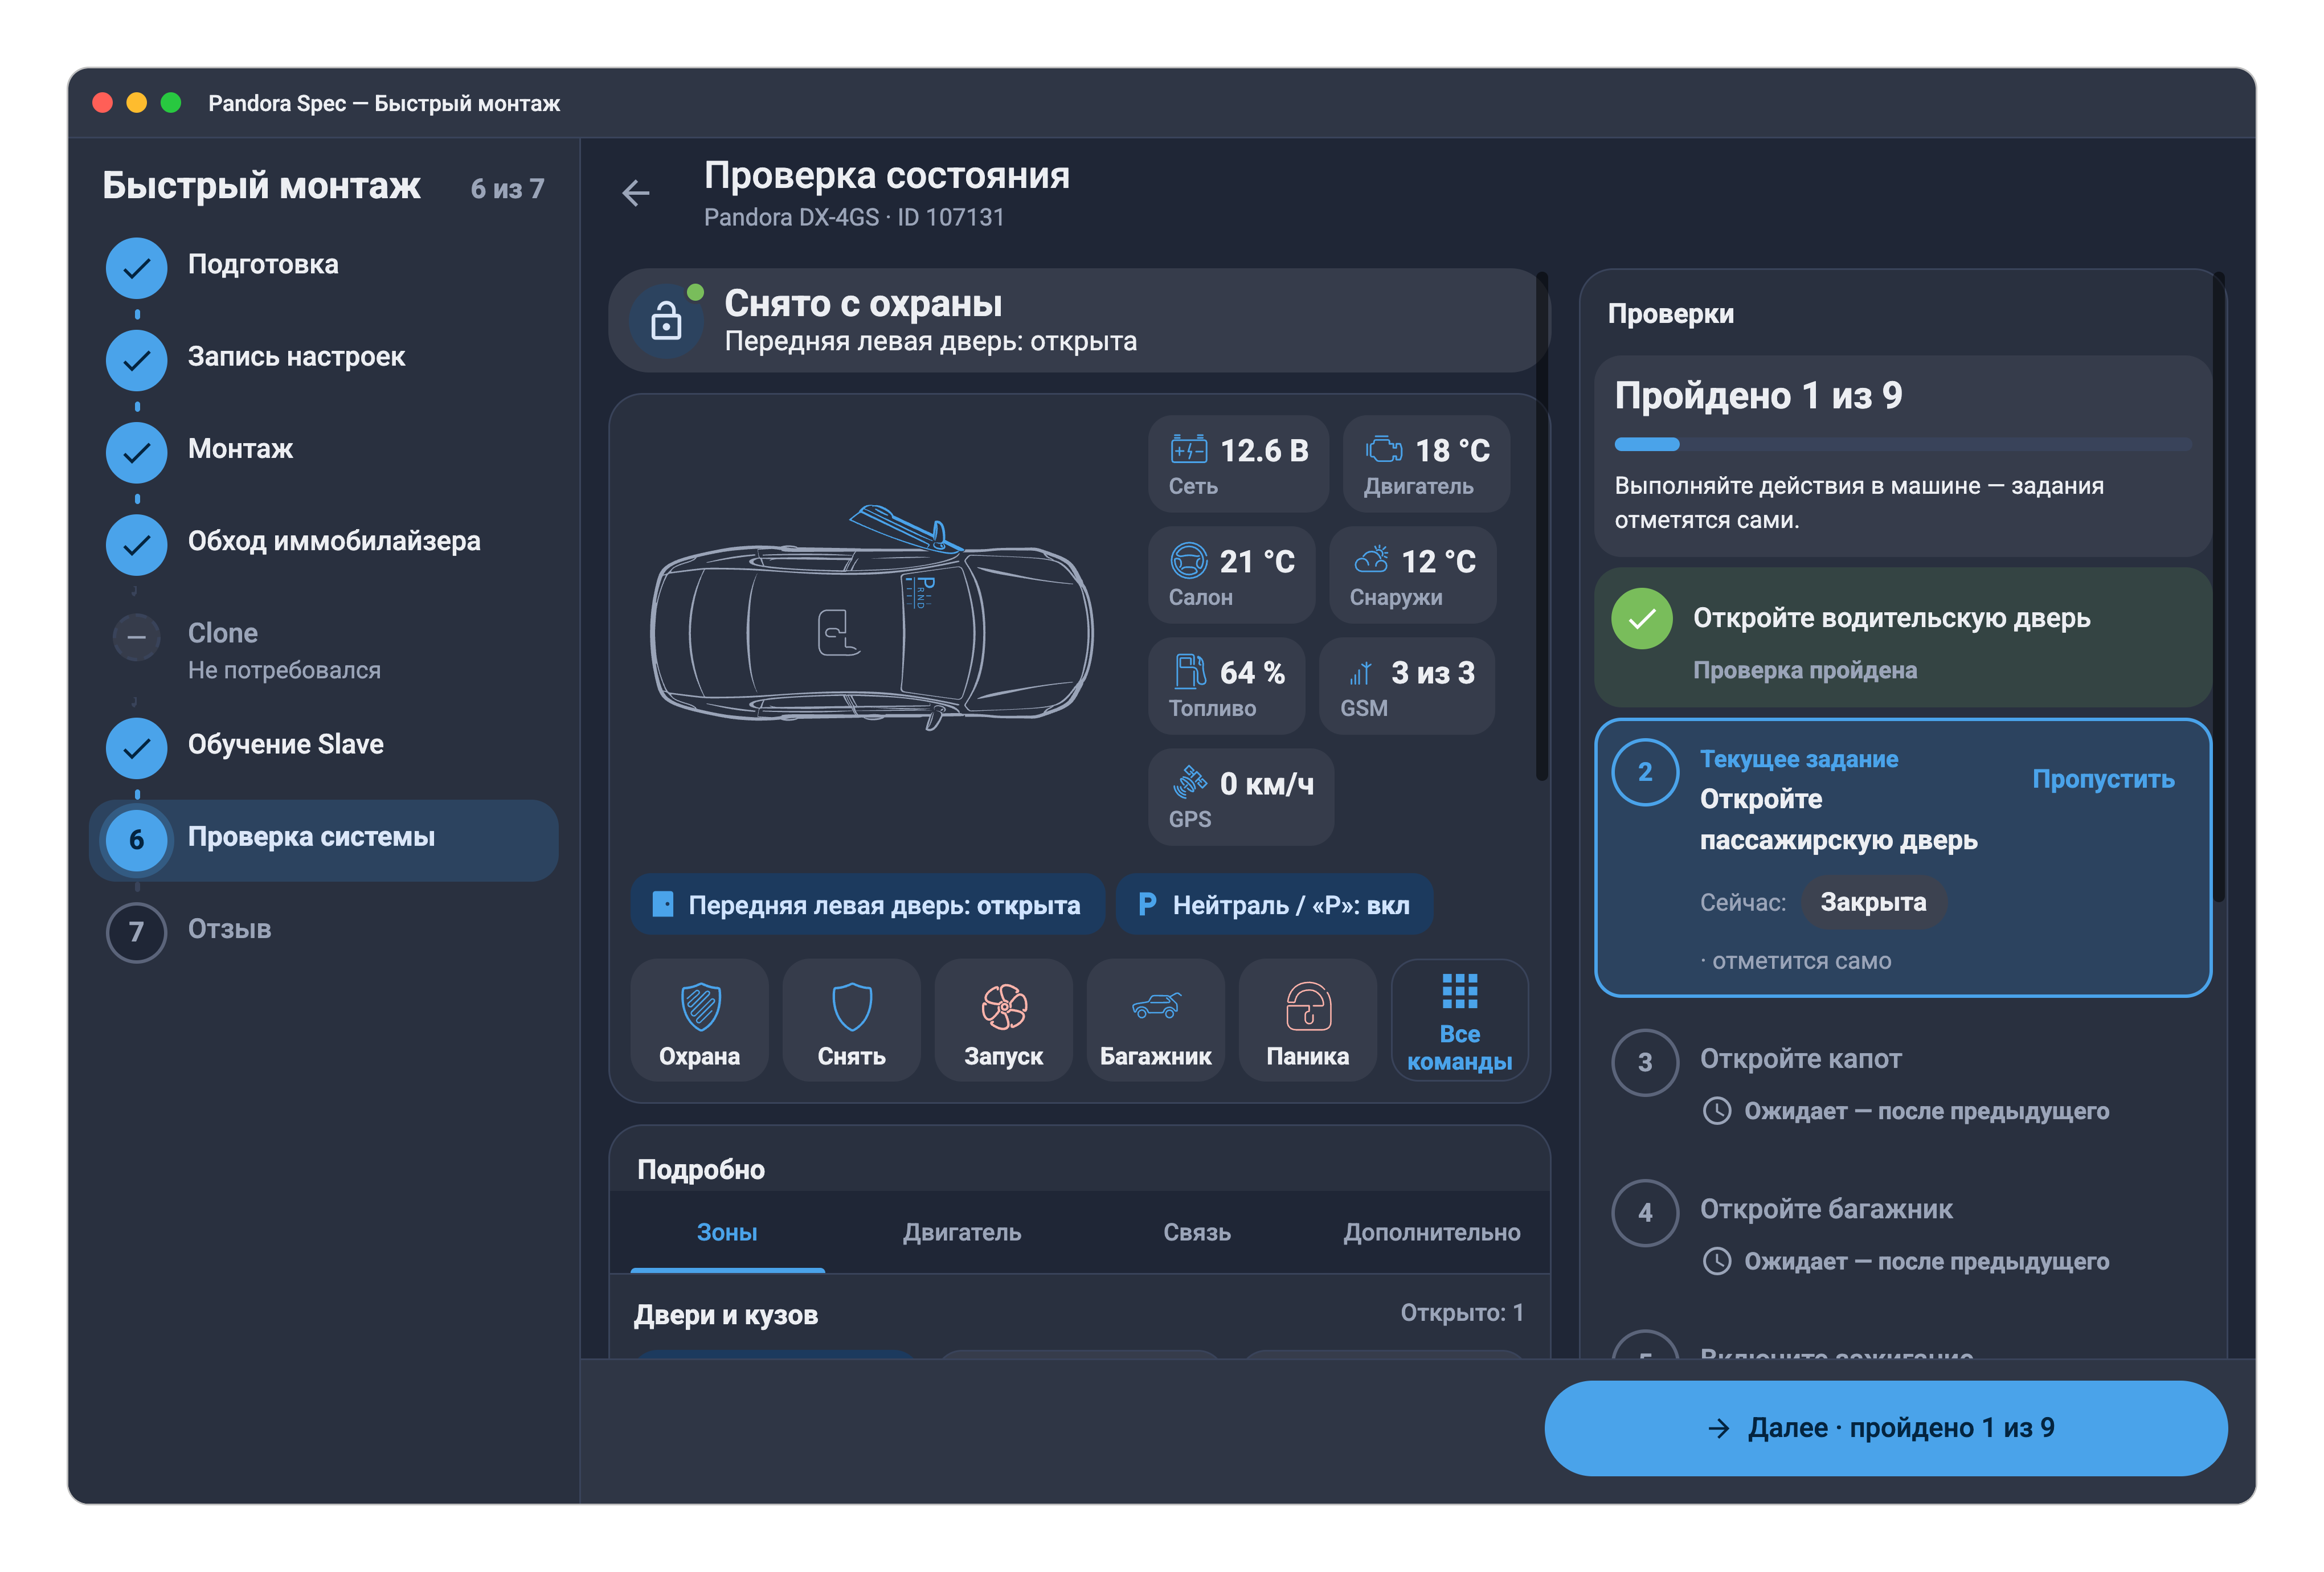 Pandora Spec — Быстрый монтаж
Быстрый монтаж
6 из 7
Подготовка
Запись настроек
Монтаж
Обход иммобилайзера
Clone
Не потребовался
Обучение Slave
6
Проверка системы
7
Отзыв
Проверка состояния
Pandora DX-4GS · ID 107131
Снято с охраны
Передняя левая дверь: открыта
12.6 В
Сеть
18 °C
Двигатель
21 °C
Салон
12 °C
Снаружи
64 %
Топливо
3 из 3
GSM
0 км/ч
GPS
P
RND
Передняя левая дверь: открыта
P Нейтраль / «P»: вкл
Охрана
Снять
Запуск
Багажник
Паника
Все
команды
Подробно
Зоны
Двигатель
Связь
Дополнительно
Двери и кузов
Открыто: 1
Проверки
Пройдено 1 из 9
Выполняйте действия в машине — задания
отметятся сами.
Откройте водительскую дверь
Проверка пройдена
2
Текущее задание
Откройте
пассажирскую дверь
Пропустить
Сейчас: Закрыта
· отметится само
3
Откройте капот
Ожидает — после предыдущего
4
Откройте багажник
Ожидает — после предыдущего
5
Включите зажигание
→ Далее · пройдено 1 из 9